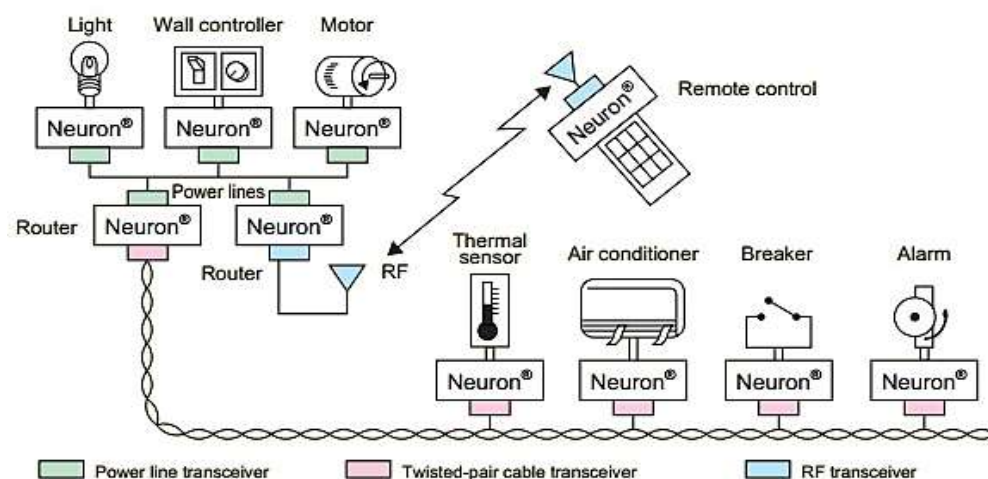 Light
Wall controller
Motor
Neuron®
Neuron®
Neuron®
Remote control
Neuron®
Power lines
Router
Neuron®
Neuron®
Router
RF
Thermal
sensor
Air conditioner
Breaker
Alarm
Neuron®
Neuron®
Neuron®
Neuron®
Power line transceiver
Twisted-pair cable transceiver
RF transceiver